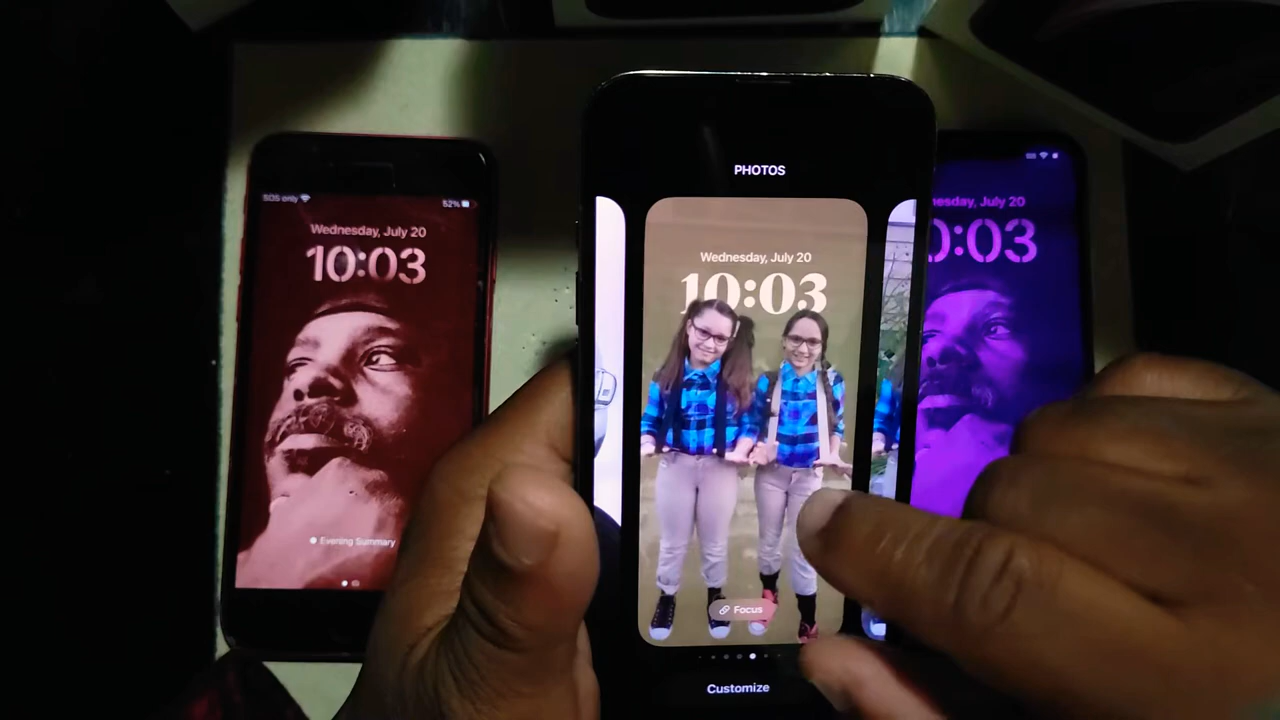 SOS only
52%
Wednesday, July 20
10:03
Evening Summary
PHOTOS
Wednesday, July 20
10:03
Focus
Customize
nesday, July 20
0:03